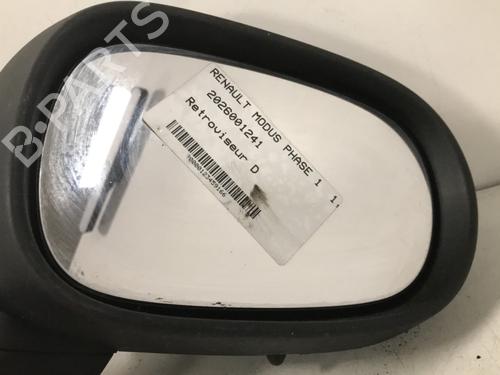 B-PARTS
RENAULT MODUS PHASE 1 1
2026001241
Retroviseur D